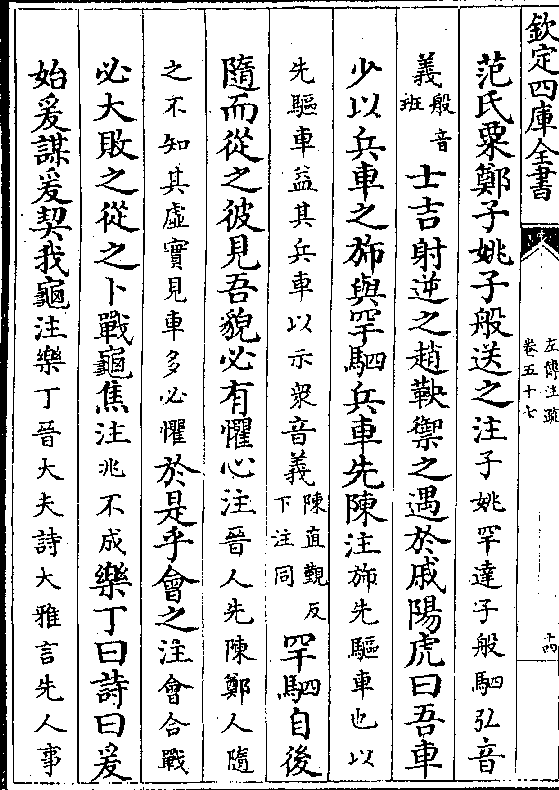 欽定四庫全書
左傳注疏
卷五十七
十四
范氏粟鄭子姚子般送之注子姚罕達子般駟弘音
義般音班士吉射逆之趙鞅禦之遇於戚陽虎曰吾車
少以兵車之斾與罕駟兵車先陳注斾先驅車也以
先驅車益其兵車以示衆音義陳直覲反下注同罕駟自後
隨而從之彼見吾貌必有懼心注晉人先陳鄭人隨
之不知其虛實見車多必懼於是乎會之注會合戰
必大敗之從之卜戰龜焦注兆不成樂丁曰詩曰爰
始爰謀爰契我龜注樂丁晉大夫詩大雅言先人事